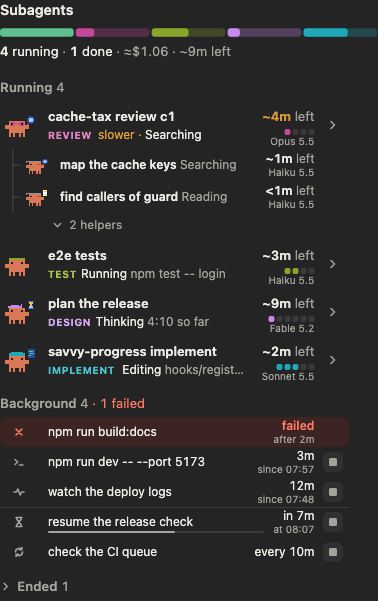 Subagents
4 running · 1 done · ≈$1.06 · ~9m left
Running 4
cache-tax review c1 ~4m left
REVIEW slower · Searching Opus 5.5
map the cache keys Searching ~1m left
Haiku 5.5
find callers of guard Reading <1m left
Haiku 5.5
2 helpers
e2e tests ~3m left
TEST Running npm test -- login Haiku 5.5
plan the release ~9m left
DESIGN Thinking 4:10 so far Fable 5.2
savvy-progress implement ~2m left
IMPLEMENT Editing hooks/regist... Sonnet 5.5
Background 4 · 1 failed
npm run build:docs failed
after 2m
npm run dev -- --port 5173 3m
since 07:57
watch the deploy logs 12m
since 07:48
resume the release check in 7m
at 08:07
check the CI queue every 10m
Ended 1